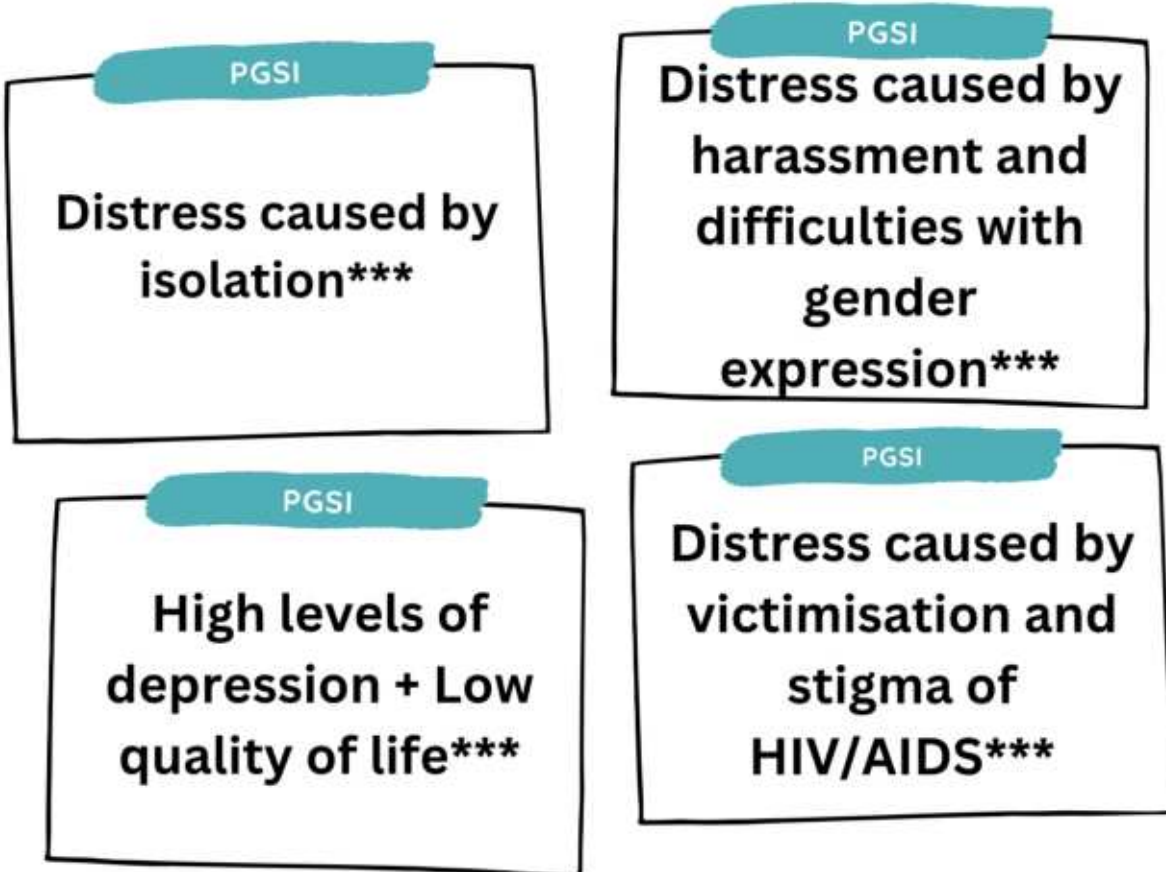 PGSI
Distress caused by
isolation***
PGSI
Distress caused by
harassment and
difficulties with
gender
expression***
PGSI
High levels of
depression + Low
quality of life***
PGSI
Distress caused by
victimisation and
stigma of
HIV/AIDS***